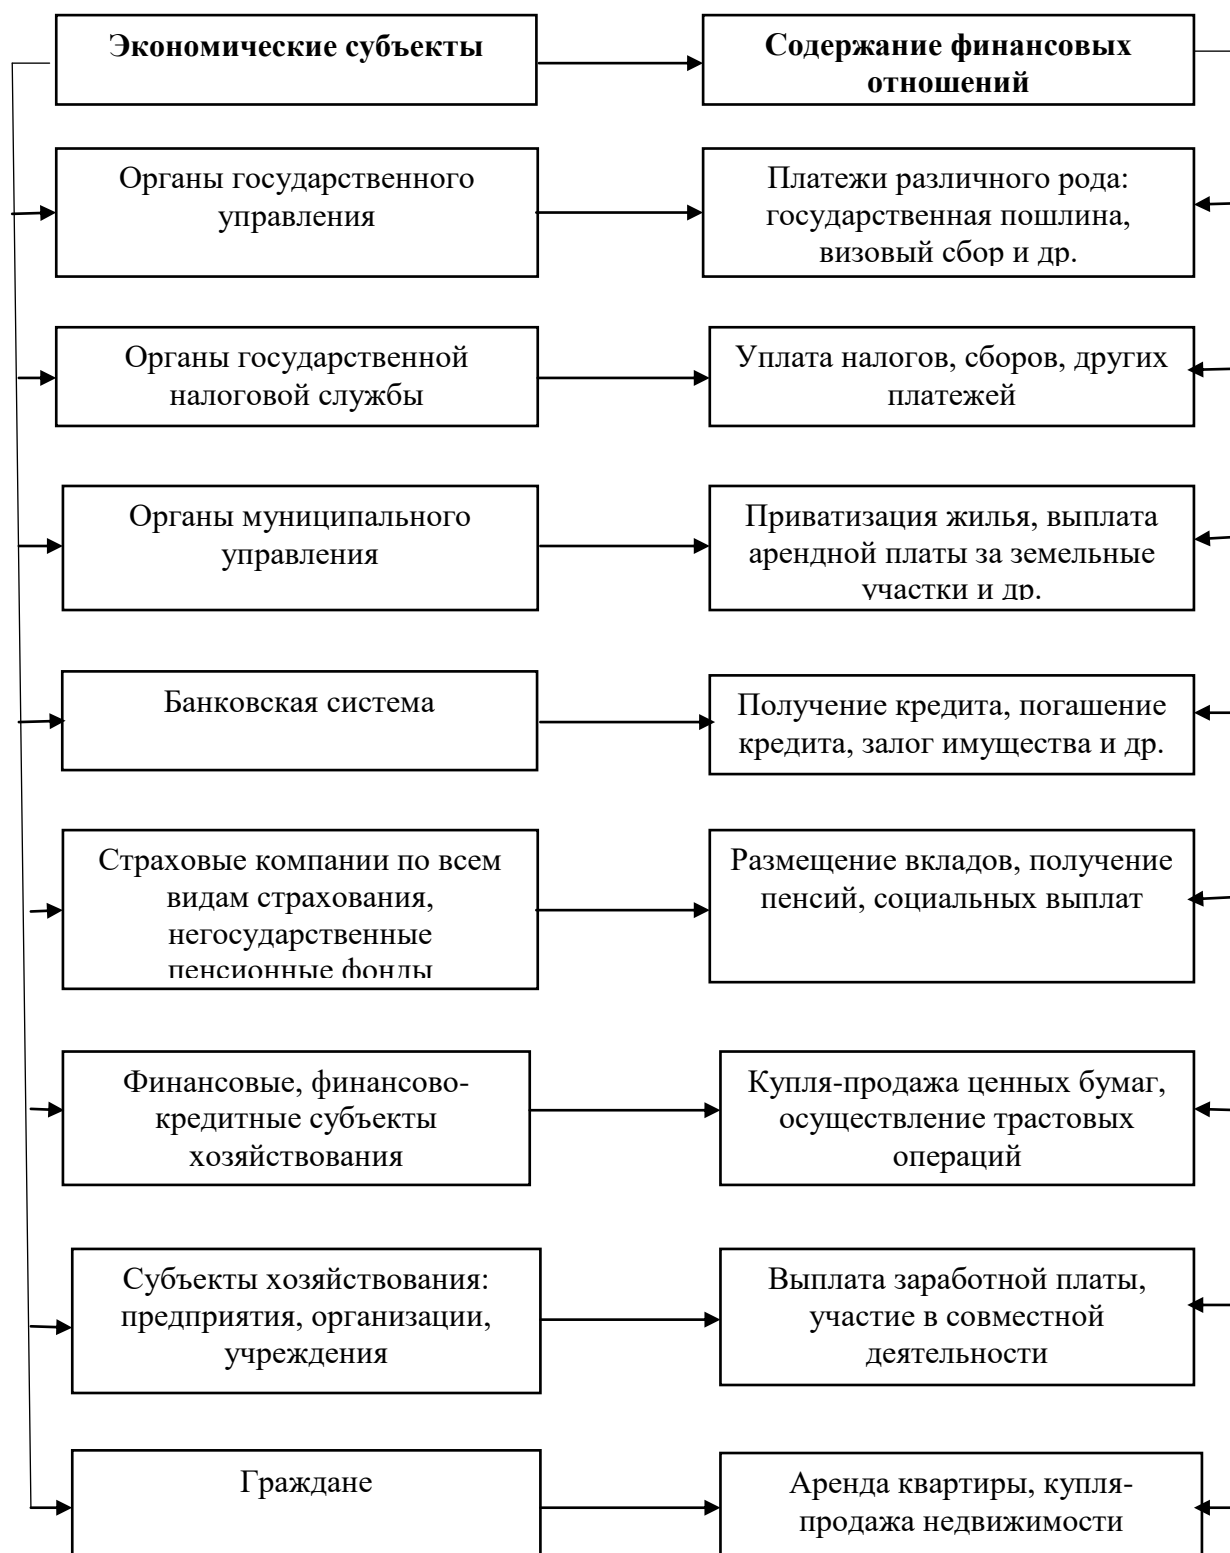 Экономические субъекты
Содержание финансовых
отношений
Органы государственного
управления
Платежи различного рода:
государственная пошлина,
визовый сбор и др.
Органы государственной
налоговой службы
Уплата налогов, сборов, других
платежей
Органы муниципального
управления
Приватизация жилья, выплата
арендной платы за земельные
участки и др.
Банковская система
Получение кредита, погашение
кредита, залог имущества и др.
Страховые компании по всем
видам страхования,
негосударственные
пенсионные фонды
Размещение вкладов, получение
пенсий, социальных выплат
Финансовые, финансово-
кредитные субъекты
хозяйствования
Купля-продажа ценных бумаг,
осуществление трастовых
операций
Субъекты хозяйствования:
предприятия, организации,
учреждения
Выплата заработной платы,
участие в совместной
деятельности
Граждане
Аренда квартиры, купля-
продажа недвижимости